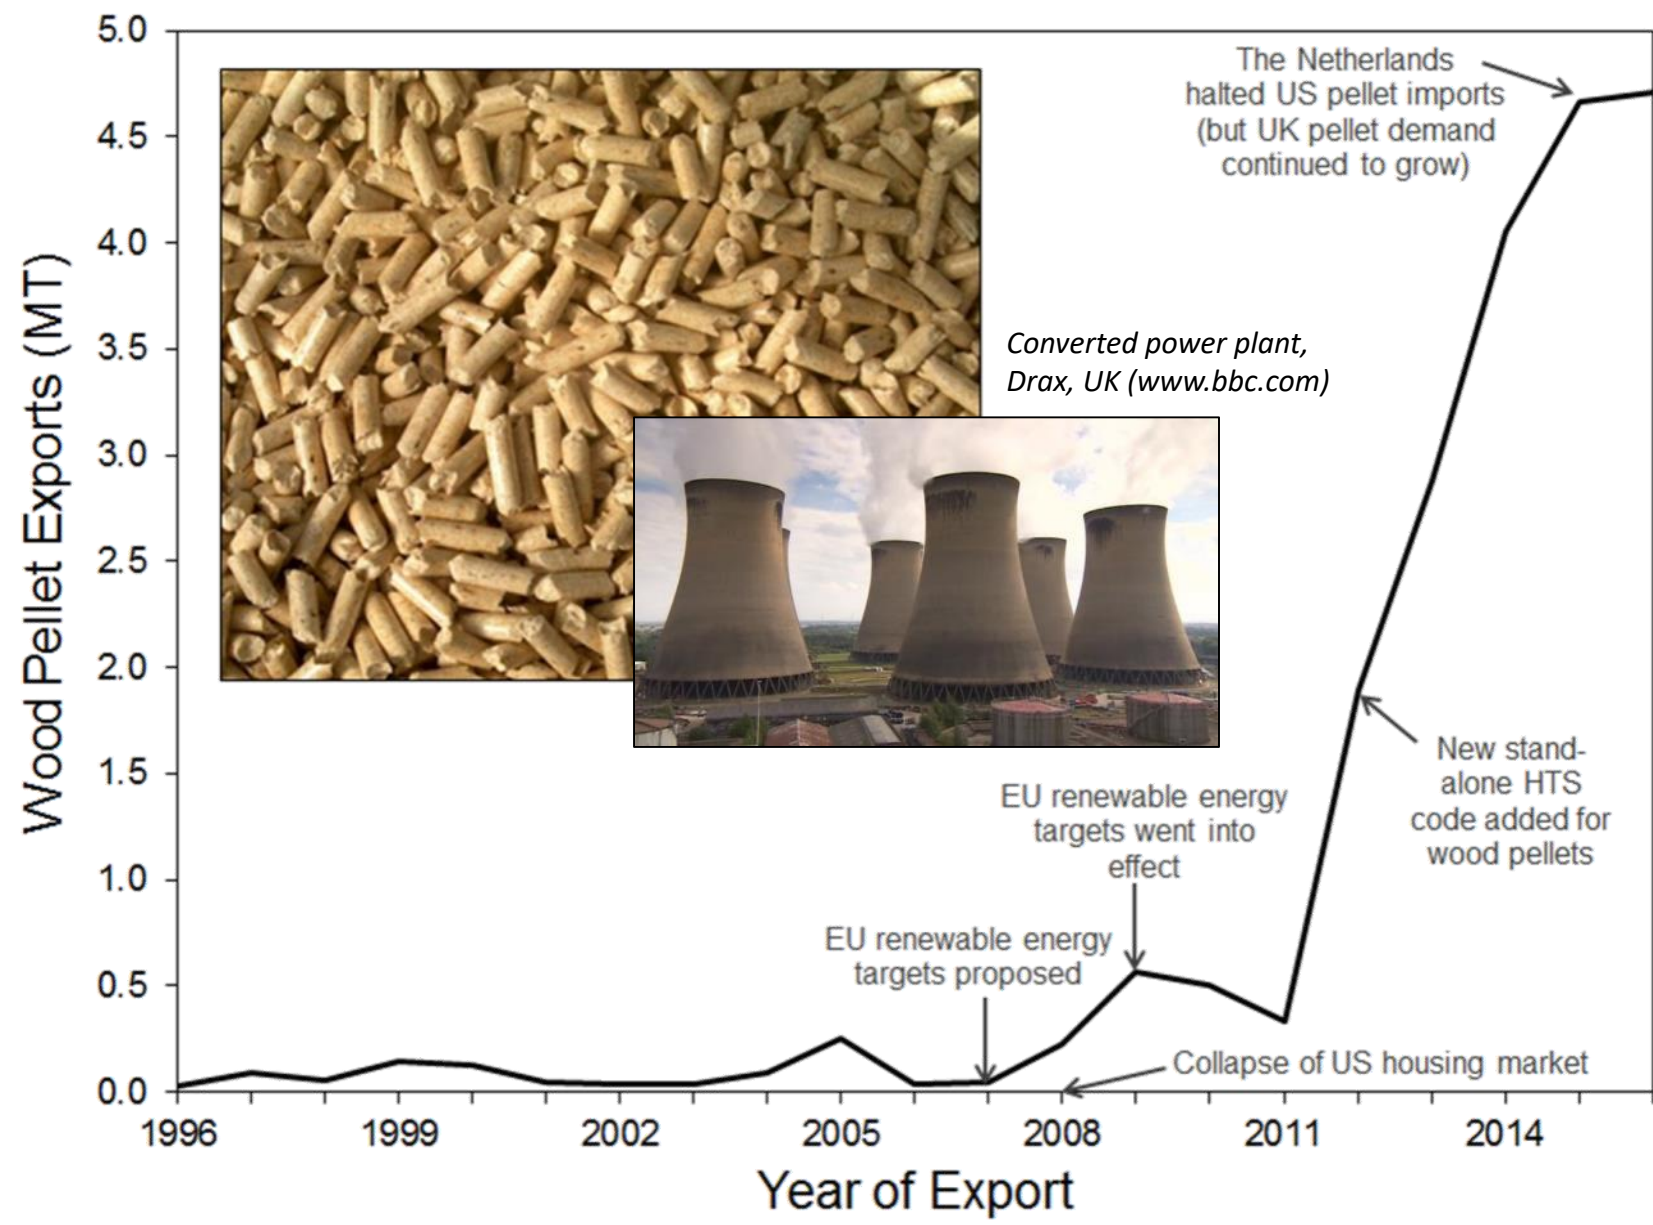 5.0
4.5
4.0
3.5
3.0
2.5
2.0
1.5
1.0
0.5
0.0
Wood Pellet Exports (MT)
The Netherlands
halted US pellet imports
(but UK pellet demand
continued to grow)
Converted power plant,
Drax, UK (www.bbc.com)
New stand-
alone HTS
code added for
wood pellets
EU renewable energy
targets went into
effect
EU renewable energy
targets proposed
Collapse of US housing market
1996 1999 2002 2005 2008 2011 2014
Year of Export